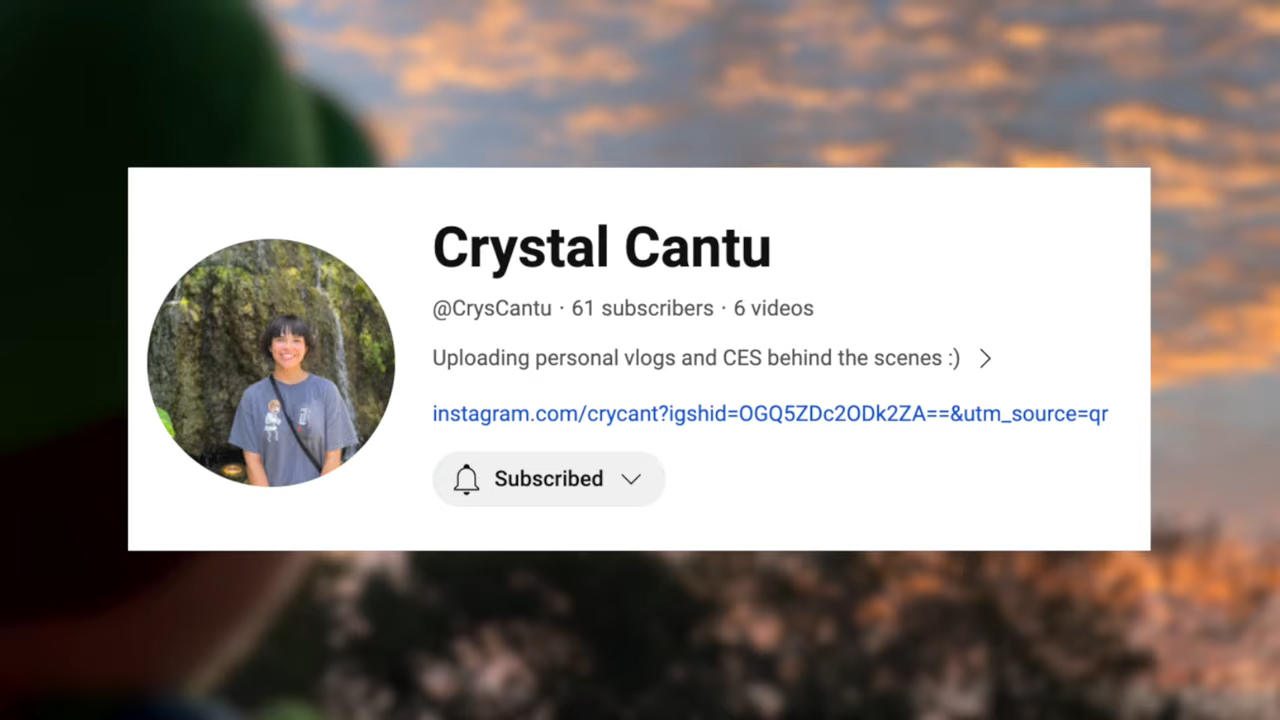 Crystal Cantu
@CrysCantu · 61 subscribers · 6 videos
Uploading personal vlogs and CES behind the scenes :)
instagram.com/crycant?igshid=OGQ5ZDc2ODk2ZA==&utm_source=qr
Subscribed